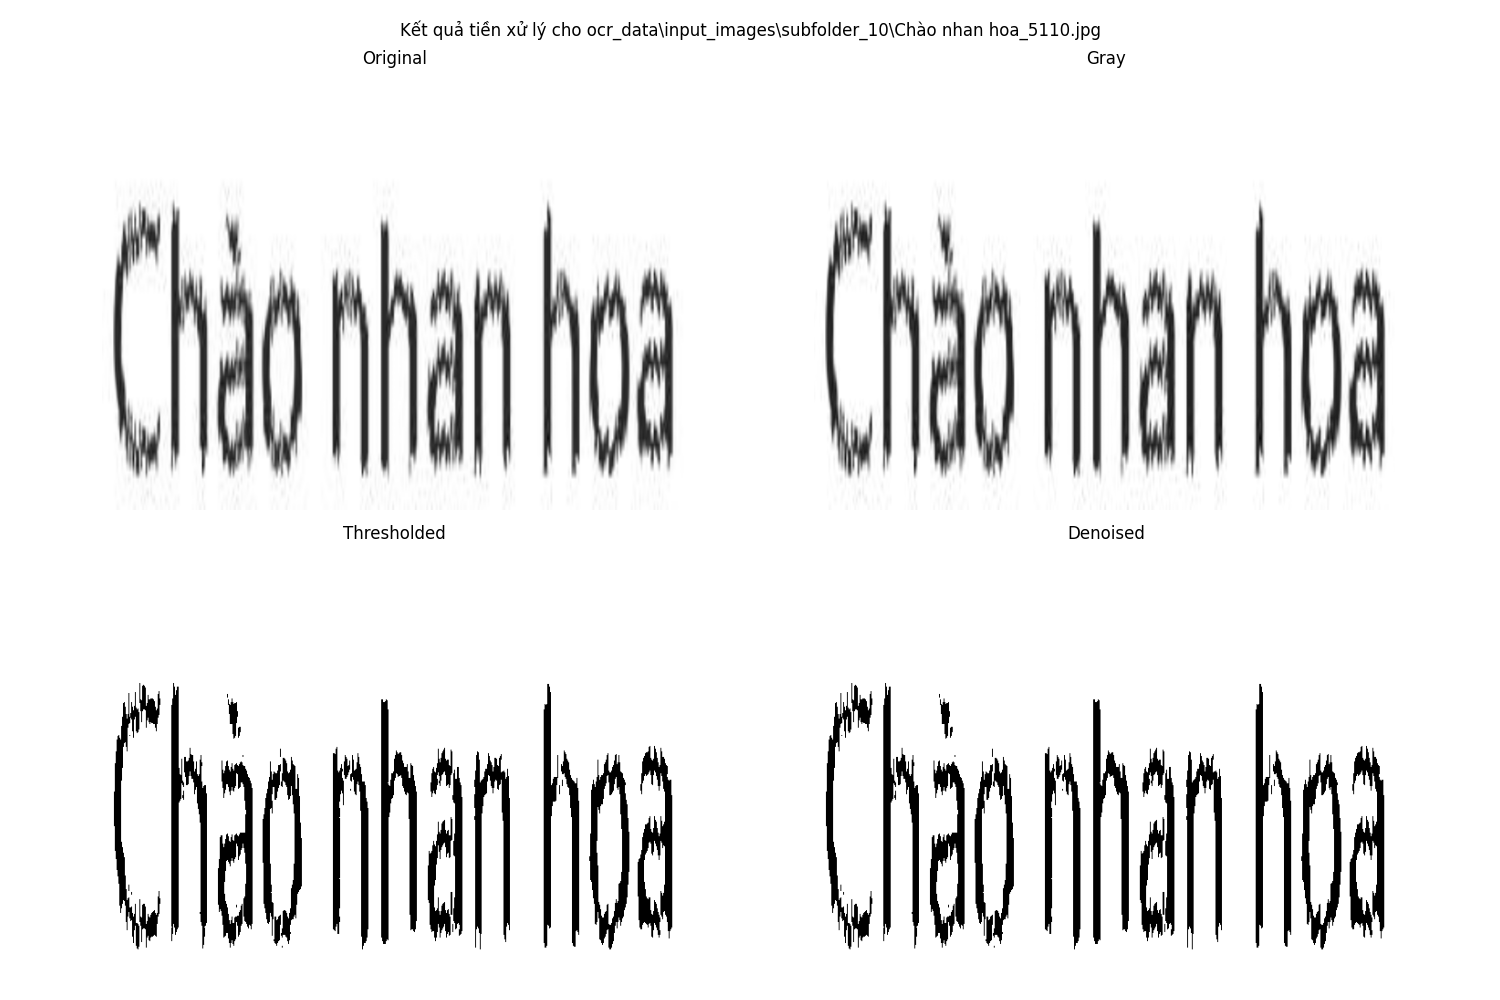 Kết quả tiền xử lý cho ocr_data\input_images\subfolder_10\Chào nhan hoa_5110.jpg
Original
Gray
Chào nhan hoa
Chào nhan hoa
Thresholded
Denoised
Chào nhan hoa
Chào nhan hoa